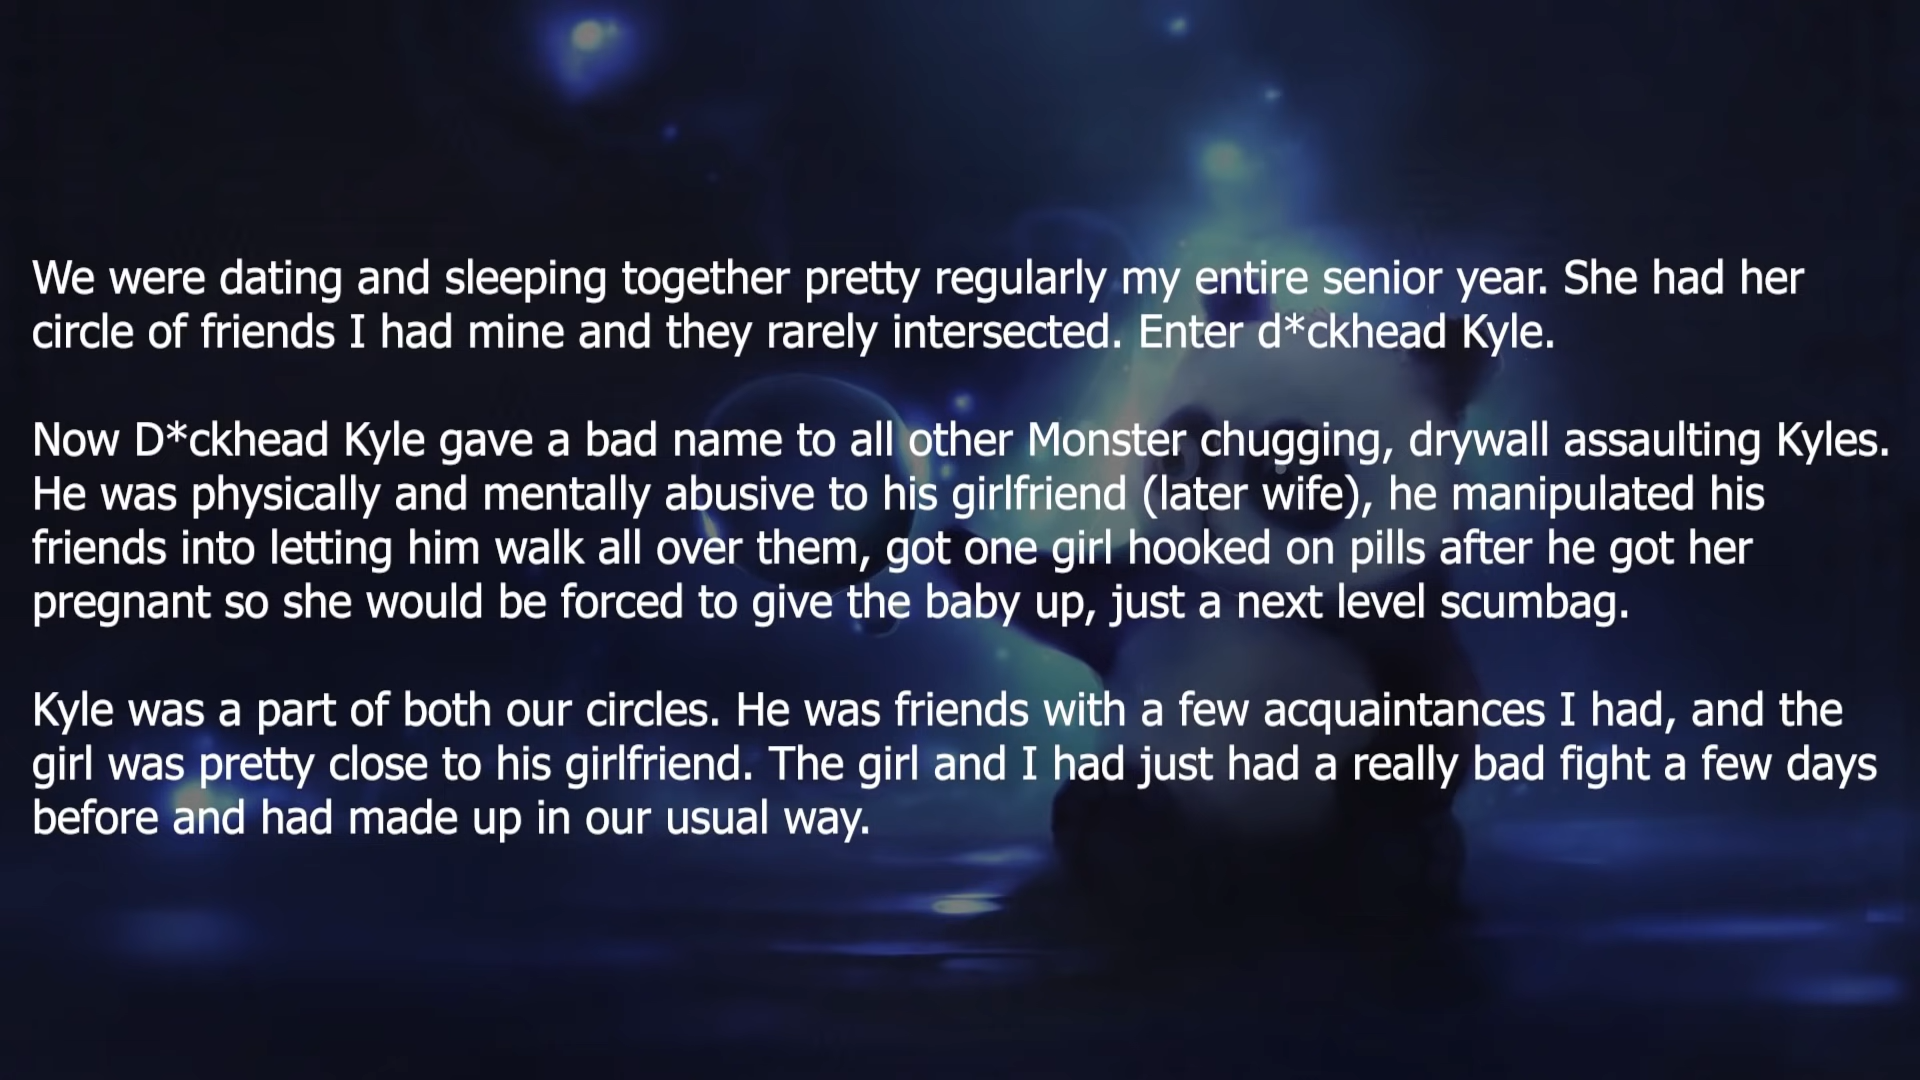 We were dating and sleeping together pretty regularly my entire senior year. She had her
circle of friends I had mine and they rarely intersected. Enter d*ckhead Kyle.
Now D*ckhead Kyle gave a bad name to all other Monster chugging, drywall assaulting Kyles.
He was physically and mentally abusive to his girlfriend (later wife), he manipulated his
friends into letting him walk all over them, got one girl hooked on pills after he got her
pregnant so she would be forced to give the baby up, just a next level scumbag.
Kyle was a part of both our circles. He was friends with a few acquaintances I had, and the
girl was pretty close to his girlfriend. The girl and I had just had a really bad fight a few days
before and had made up in our usual way.